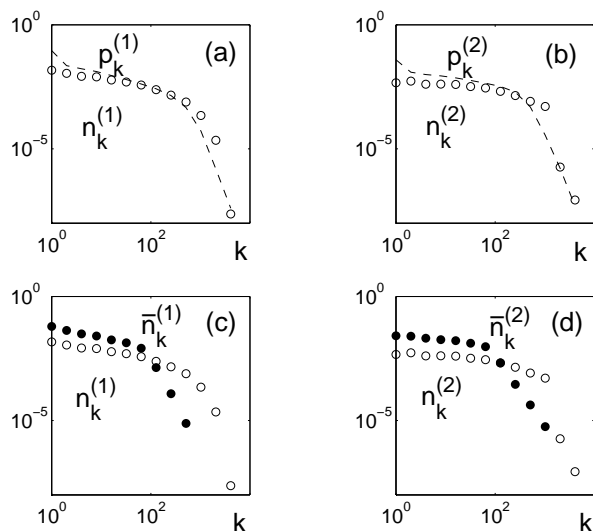 10^0
p_k^(1)
(a)
n_k^(1)
10^-5
10^0
10^2
k
10^0
p_k^(2)
(b)
n_k^(2)
10^-5
10^0
10^2
k
10^0
n̄_k^(1)
(c)
n_k^(1)
10^-5
10^0
10^2
k
10^0
n̄_k^(2)
(d)
n_k^(2)
10^-5
10^0
10^2
k